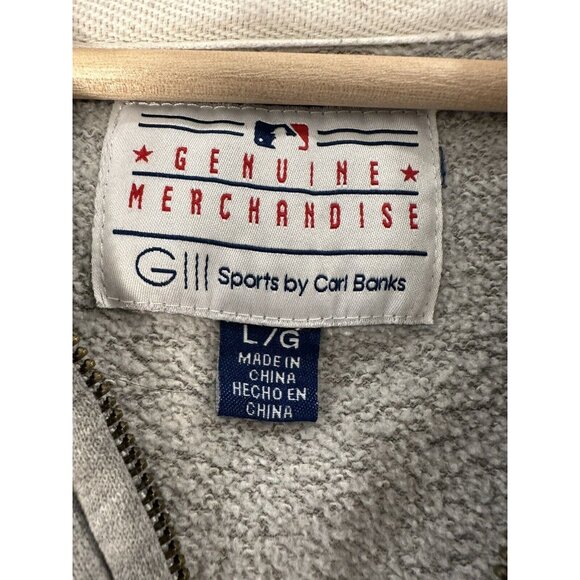 ★ GENUINE ★
MERCHANDISE
GIII Sports by Carl Banks
L/G
MADE IN
CHINA
HECHO EN
CHINA